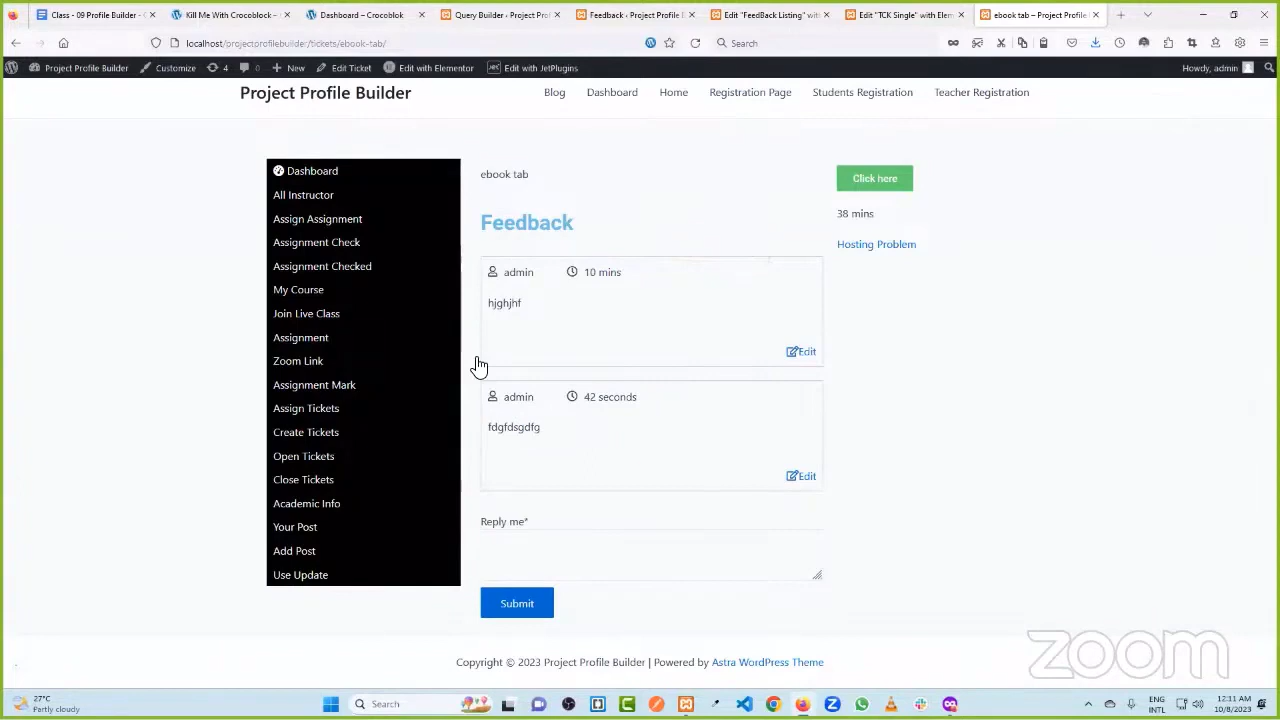 Class - 09 Project - C
Kill Me With Crocoblock -
Dashboard – Crocoblok
Query Builder ‹ Project P
Feedback ‹ Project Profile I
Edit "FeedBack Listing" wit
Edit "TCK Single" with Elem
ebook tab – Project Profile
localhost/projectprofilebuilder/tickets/ebook-tab/
Search
Project Profile Builder
Customize
4
0
New
Edit Ticket
Edit with Elementor
Edit with JetPlugins
Howdy, admin
Project Profile Builder
Blog
Dashboard
Home
Registration Page
Students Registration
Teacher Registration
Dashboard
All Instructor
Assign Assignment
Assignment Check
Assignment Checked
My Course
Join Live Class
Assignment
Zoom Link
Assignment Mark
Assign Tickets
Create Tickets
Open Tickets
Close Tickets
Academic Info
Your Post
Add Post
Use Update
ebook tab
Feedback
admin 10 mins
hjghjhf
Edit
admin 42 seconds
fdgfdsgdfg
Edit
Reply me*
Submit
Click here
38 mins
Hosting Problem
Copyright © 2023 Project Profile Builder | Powered by Astra WordPress Theme
zoom
27°C
Partly cloudy
Search
ENG
INTL
12:31 AM
10/8/2023